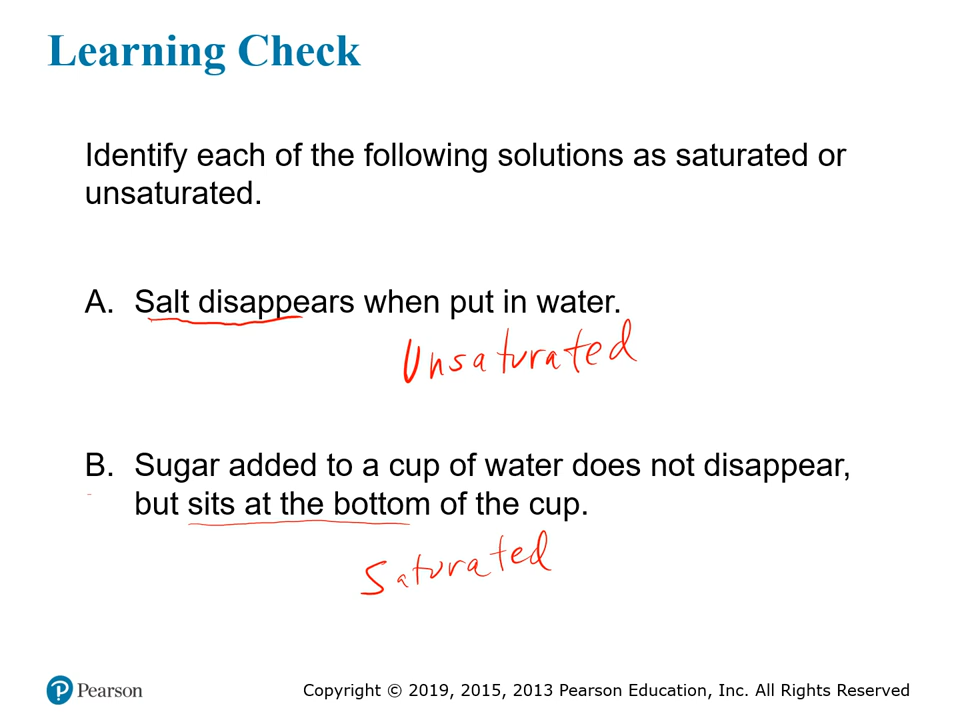 Learning Check
Identify each of the following solutions as saturated or
unsaturated.
A. Salt disappears when put in water.
Unsaturated
B. Sugar added to a cup of water does not disappear,
but sits at the bottom of the cup.
Saturated
Pearson
Copyright © 2019, 2015, 2013 Pearson Education, Inc. All Rights Reserved